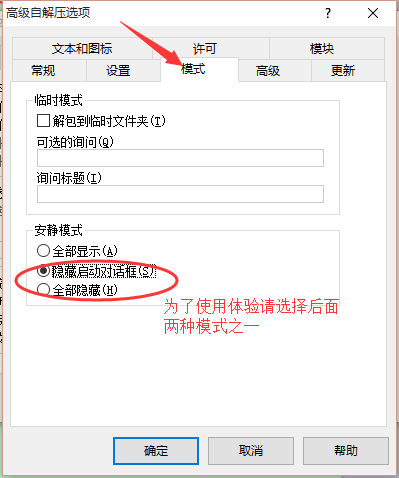 高级自解压选项
?
文本和图标 许可 模块
常规 设置 模式 高级 更新
临时模式
解包到临时文件夹(T)
可选的询问(Q)
询问标题(I)
安静模式
全部显示(A)
隐藏启动对话框(S)
全部隐藏(H)
为了使用体验请选择后面
两种模式之一
确定 取消 帮助